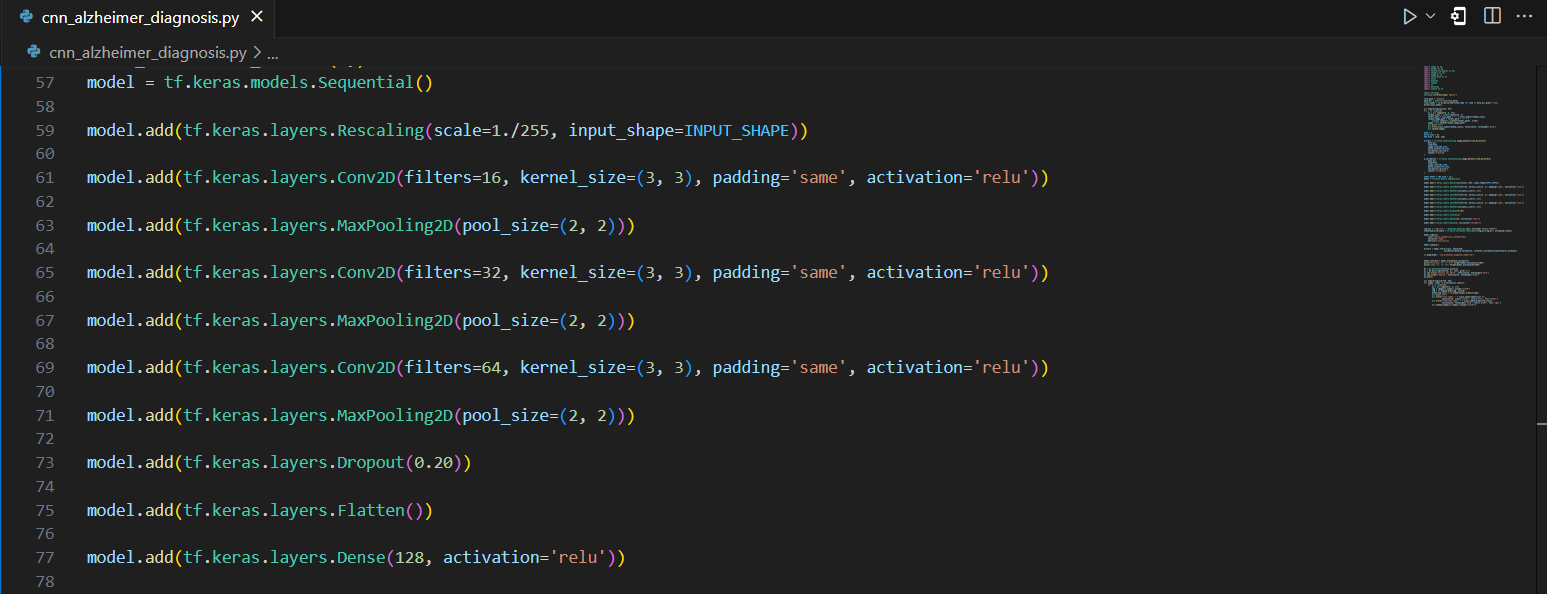 cnn_alzheimer_diagnosis.py
cnn_alzheimer_diagnosis.py > ...
57 model = tf.keras.models.Sequential()
58
59 model.add(tf.keras.layers.Rescaling(scale=1./255, input_shape=INPUT_SHAPE))
60
61 model.add(tf.keras.layers.Conv2D(filters=16, kernel_size=(3, 3), padding='same', activation='relu'))
62
63 model.add(tf.keras.layers.MaxPooling2D(pool_size=(2, 2)))
64
65 model.add(tf.keras.layers.Conv2D(filters=32, kernel_size=(3, 3), padding='same', activation='relu'))
66
67 model.add(tf.keras.layers.MaxPooling2D(pool_size=(2, 2)))
68
69 model.add(tf.keras.layers.Conv2D(filters=64, kernel_size=(3, 3), padding='same', activation='relu'))
70
71 model.add(tf.keras.layers.MaxPooling2D(pool_size=(2, 2)))
72
73 model.add(tf.keras.layers.Dropout(0.20))
74
75 model.add(tf.keras.layers.Flatten())
76
77 model.add(tf.keras.layers.Dense(128, activation='relu'))
78